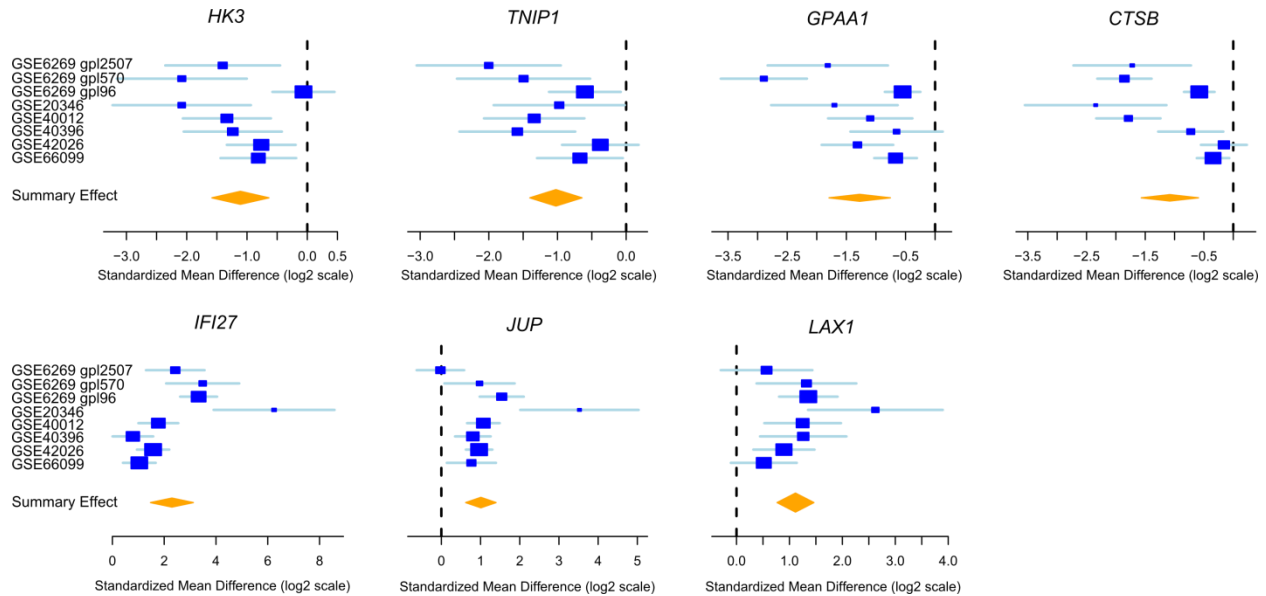 HK3 TNIP1 GPAA1 CTSB
GSE6269 gpl2507
GSE6269 gpl570
GSE6269 gpl96
GSE20346
GSE40012
GSE40396
GSE42026
GSE66099
Summary Effect
−3.0 −2.0 −1.0 0.0 0.5 −3.0 −2.0 −1.0 0.0 −3.5 −2.5 −1.5 −0.5 −3.5 −2.5 −1.5 −0.5
Standardized Mean Difference (log2 scale) Standardized Mean Difference (log2 scale) Standardized Mean Difference (log2 scale) Standardized Mean Difference (log2 scale)
IFI27 JUP LAX1
GSE6269 gpl2507
GSE6269 gpl570
GSE6269 gpl96
GSE20346
GSE40012
GSE40396
GSE42026
GSE66099
Summary Effect
0 2 4 6 8 0 1 2 3 4 5 0.0 1.0 2.0 3.0 4.0
Standardized Mean Difference (log2 scale) Standardized Mean Difference (log2 scale) Standardized Mean Difference (log2 scale)